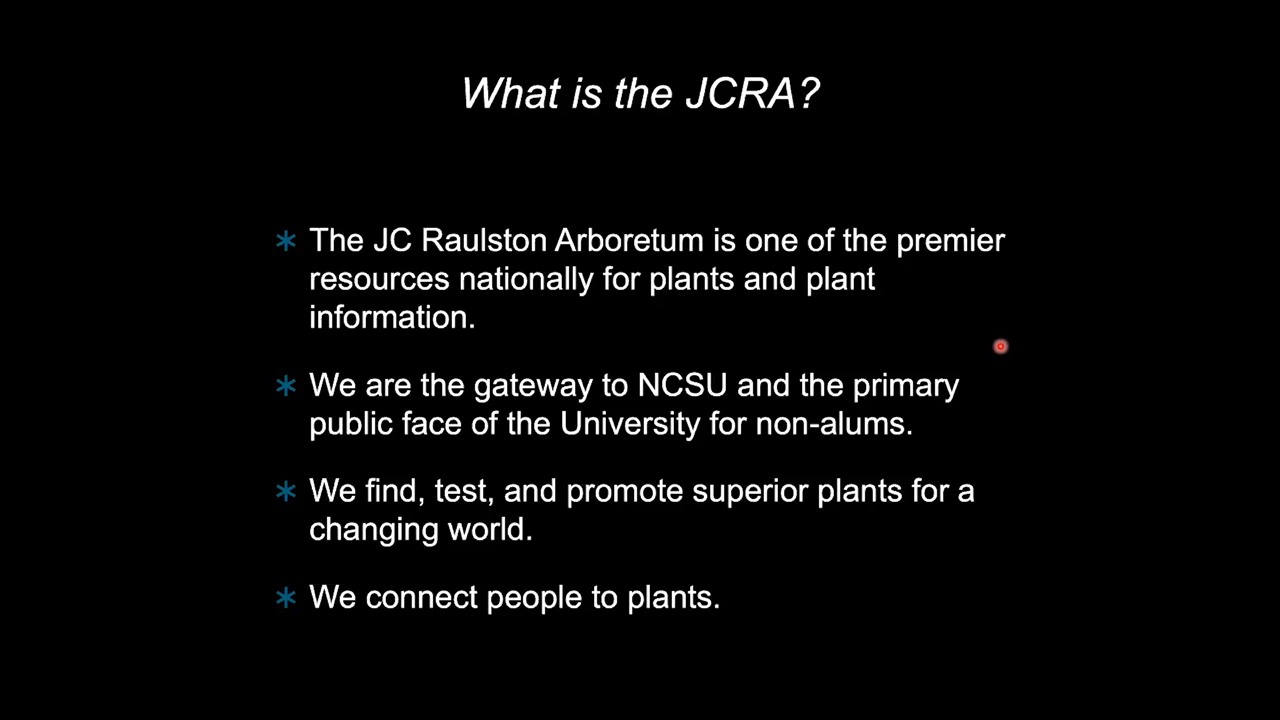 What is the JCRA?
* The JC Raulston Arboretum is one of the premier
resources nationally for plants and plant
information.
* We are the gateway to NCSU and the primary
public face of the University for non-alums.
* We find, test, and promote superior plants for a
changing world.
* We connect people to plants.